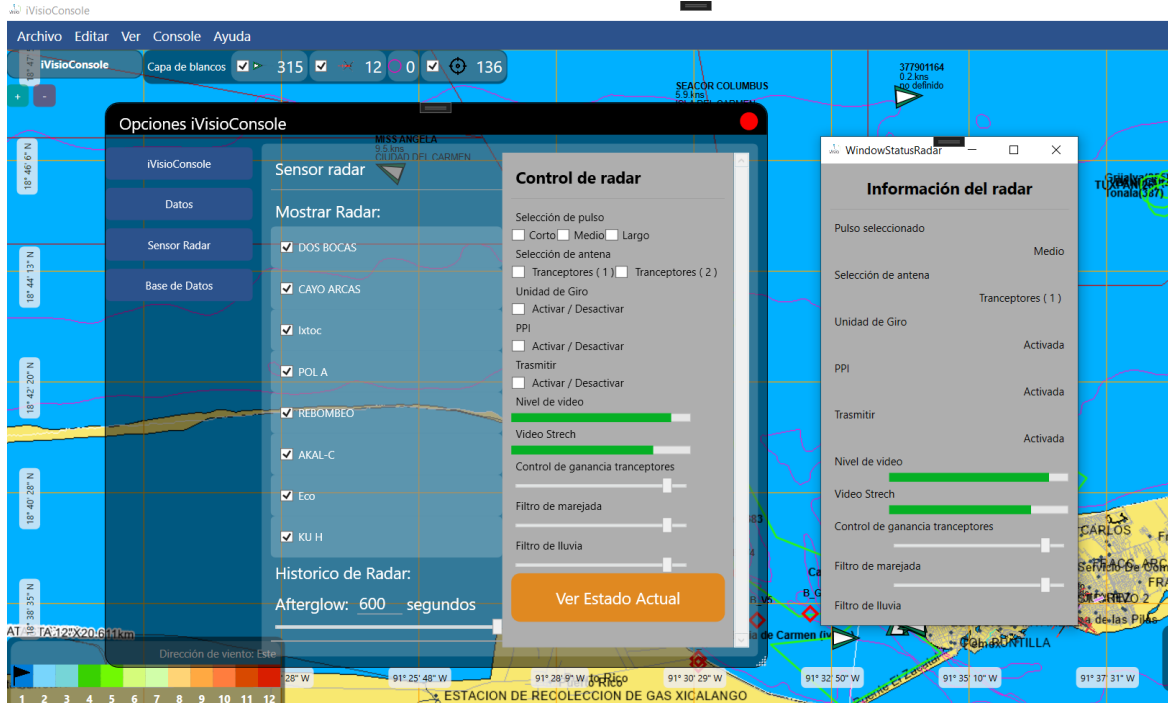 iVisioConsole
Archivo Editar Ver Console Ayuda
iVisioConsole
Capa de blancos 315 12 0 136
+ -
377901164
0.2 kns
no definido
SEACOR COLUMBUS
5.9 kns
Opciones iVisioConsole
MISS ANGELA
9.5 kns
CIUDAD DEL CARMEN
iVisioConsole
Datos
Sensor Radar
Base de Datos
Sensor radar
Mostrar Radar:
DOS BOCAS
CAYO ARCAS
Ixtoc
POL A
REBOMBEO
AKAL-C
Eco
KU H
Historico de Radar:
Afterglow: 600 segundos
Control de radar
Selección de pulso
Corto Medio Largo
Selección de antena
Tranceptores ( 1 ) Tranceptores ( 2 )
Unidad de Giro
Activar / Desactivar
PPI
Activar / Desactivar
Trasmitir
Activar / Desactivar
Nivel de video
Video Strech
Control de ganancia tranceptores
Filtro de marejada
Filtro de lluvia
Ver Estado Actual
WindowStatusRadar
Información del radar
Pulso seleccionado
Medio
Selección de antena
Tranceptores ( 1 )
Unidad de Giro
Activada
PPI
Activada
Trasmitir
Activada
Nivel de video
Video Strech
Control de ganancia tranceptores
Filtro de marejada
Filtro de lluvia
18° 46' 6" N
18° 44' 13" N
18° 42' 20" N
18° 40' 28" N
18° 38' 35" N
Dirección de viento: Este
1 2 3 4 5 6 7 8 9 10 11 12
28" W
91° 25' 48" W
91° 28' 9" W
91° 30' 29" W
91° 32' 50" W
91° 35' 10" W
91° 37' 31" W
to Rico
ESTACION DE RECOLECCION DE GAS XICALANGO
a de Carmen
CARLOS